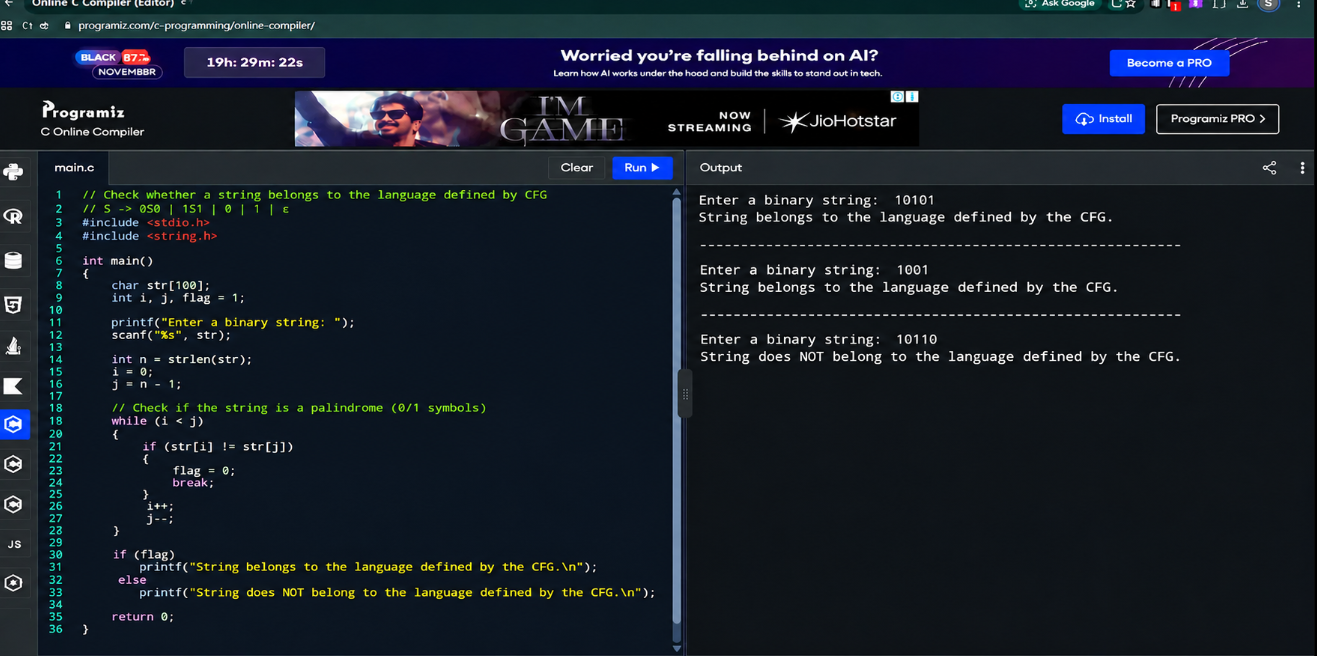 Online C Compiler (Editor)
Ask Google
S
programiz.com/c-programming/online-compiler/
BLACK 87%
NOVEMBBR
19h: 29m: 22s
Worried you're falling behind on AI?
Learn how AI works under the hood and build the skills to stand out in tech.
Become a PRO
Programiz
C Online Compiler
I'M GAME
NOW STREAMING
JioHotstar
Install
Programiz PRO >
main.c
Clear
Run
Output
1 // Check whether a string belongs to the language defined by CFG
2 // S -> 0S0 | 1S1 | 0 | 1 | ε
3 #include <stdio.h>
4 #include <string.h>
5
6 int main()
7 {
8 char str[100];
9 int i, j, flag = 1;
10
11 printf("Enter a binary string: ");
12 scanf("%s", str);
13
14 int n = strlen(str);
15 i = 0;
16 j = n - 1;
17
18 // Check if the string is a palindrome (0/1 symbols)
18 while (i < j)
20 {
21 if (str[i] != str[j])
22 {
23 flag = 0;
24 break;
25 }
26 i++;
27 j--;
28 }
29
30 if (flag)
31 printf("String belongs to the language defined by the CFG.\n");
32 else
33 printf("String does NOT belong to the language defined by the CFG.\n");
34
35 return 0;
36 }
JS
Enter a binary string: 10101
String belongs to the language defined by the CFG.
----------------------------------------------------------
Enter a binary string: 1001
String belongs to the language defined by the CFG.
----------------------------------------------------------
Enter a binary string: 10110
String does NOT belong to the language defined by the CFG.